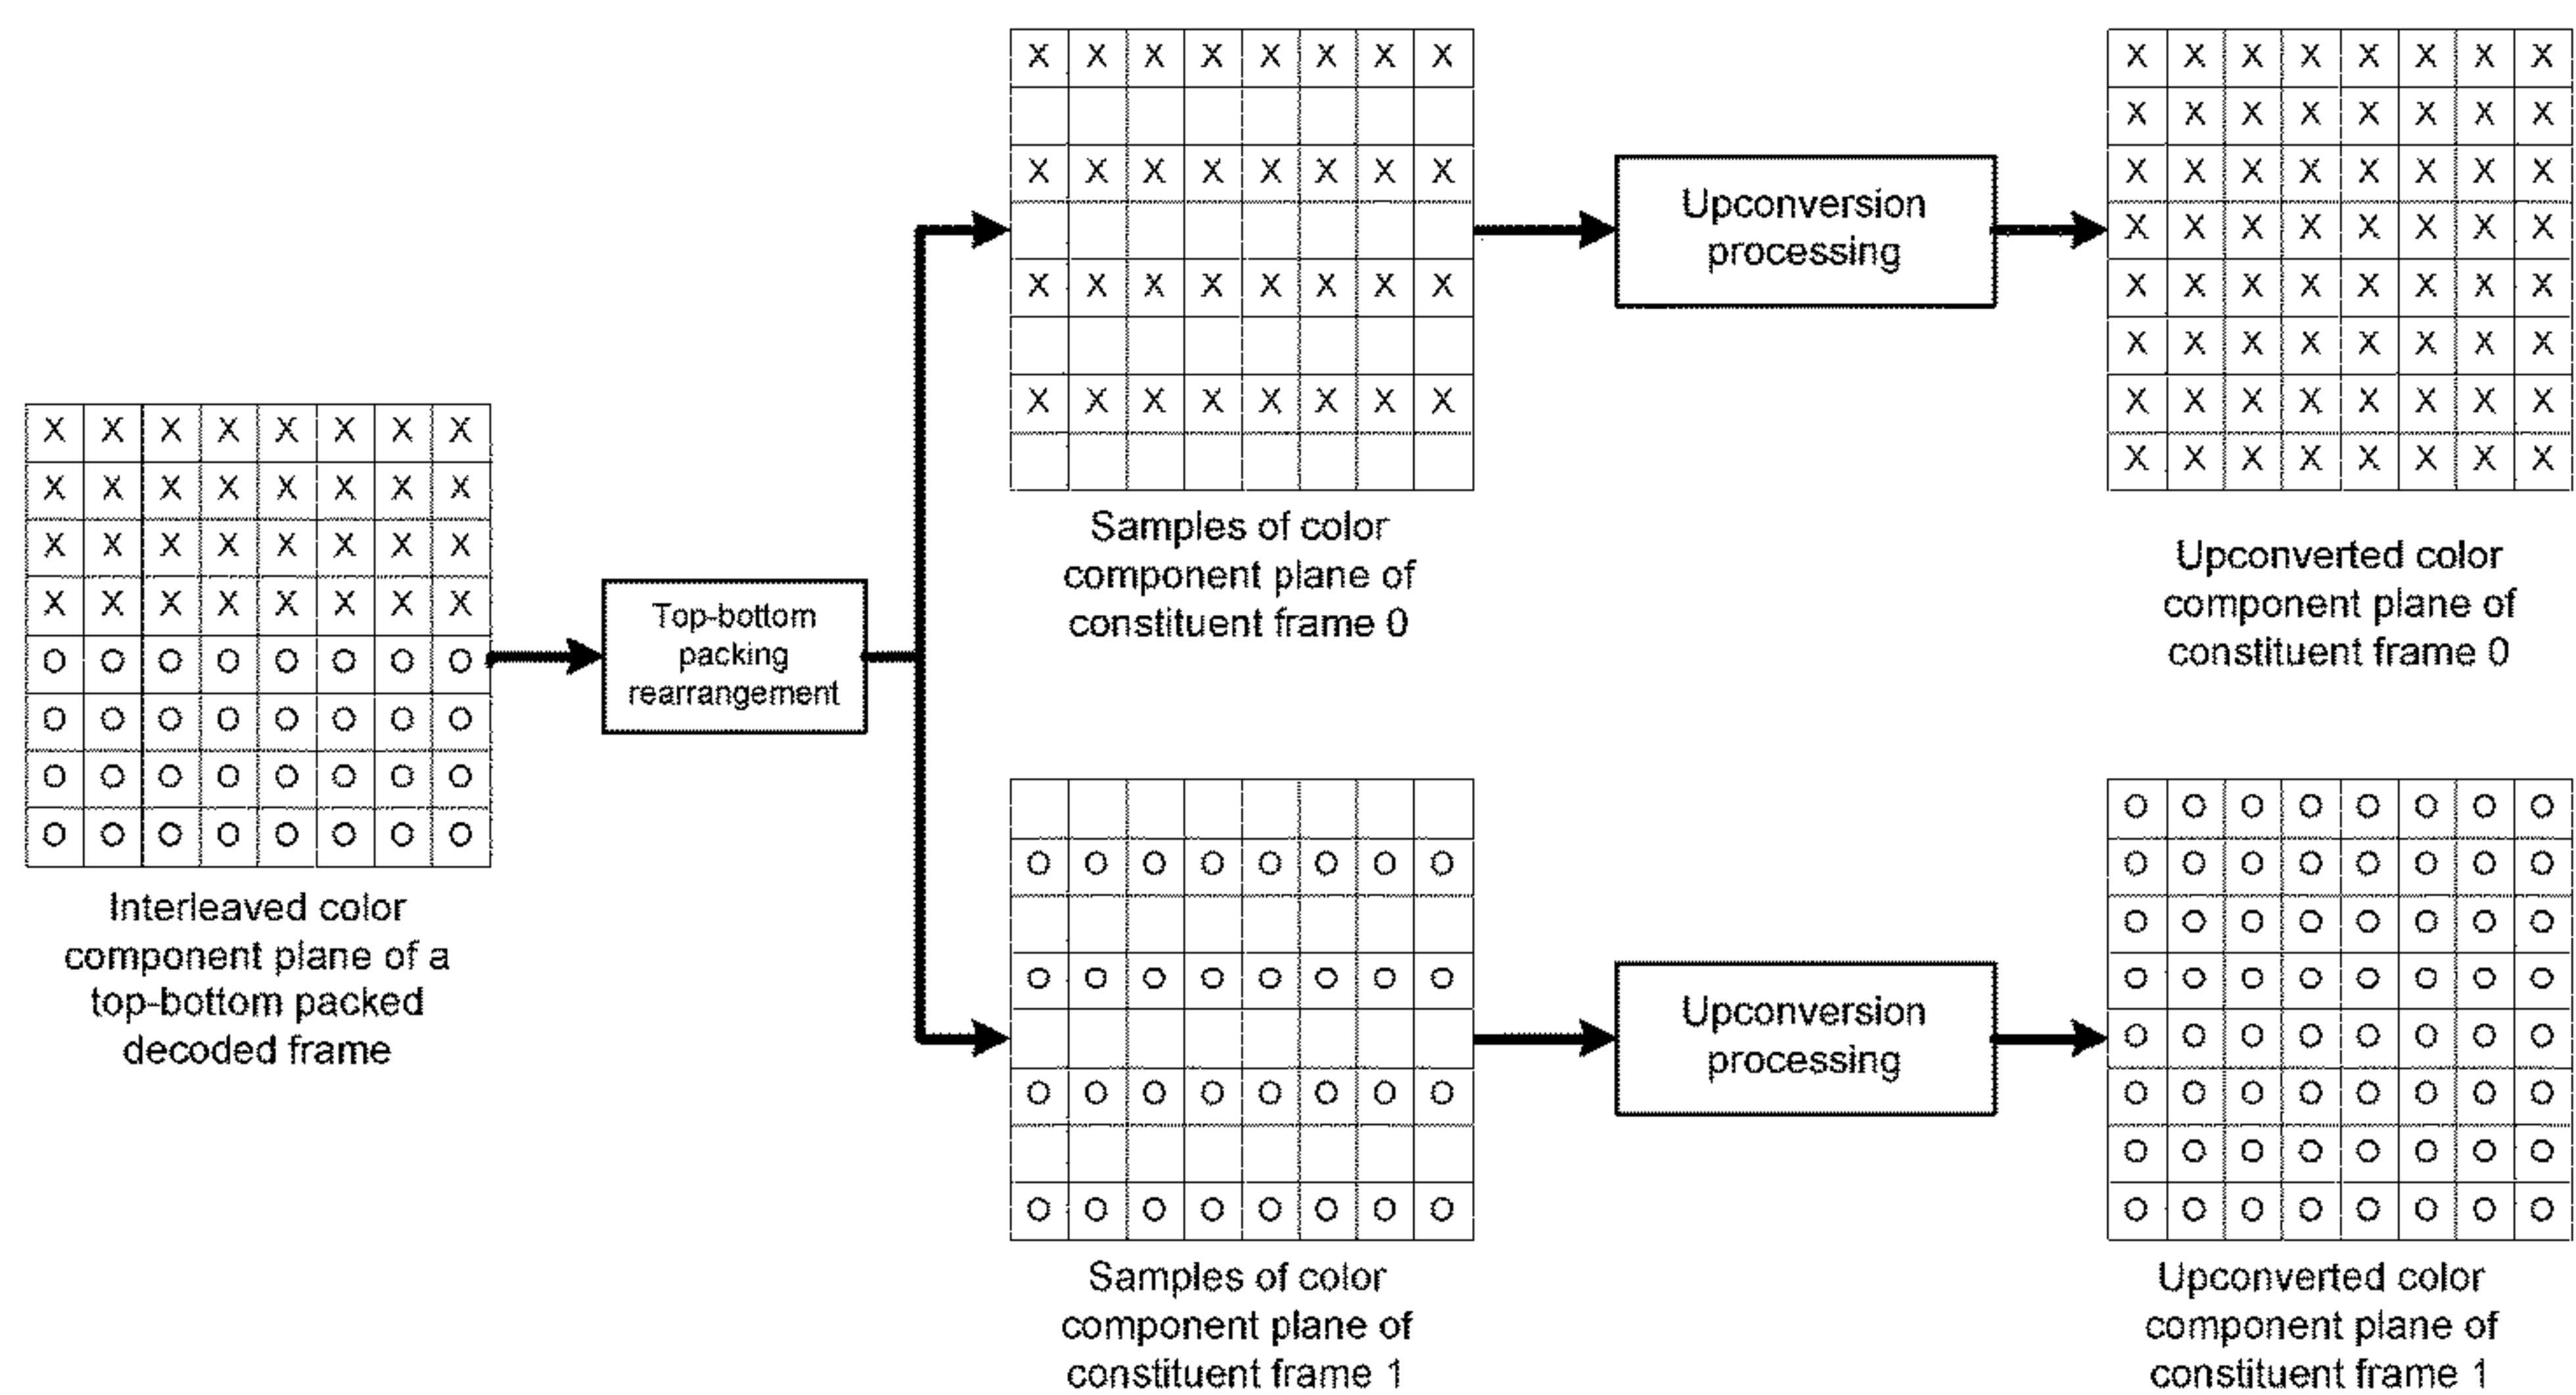 X X X X X X X X
X X X X X X X X
X X X X X X X X
X X X X X X X X
O O O O O O O O
O O O O O O O O
O O O O O O O O
O O O O O O O O
Interleaved color
component plane of a
top-bottom packed
decoded frame
Top-bottom
packing
rearrangement
X X X X X X X X
X X X X X X X X
X X X X X X X X
X X X X X X X X
Samples of color
component plane of
constituent frame 0
Upconversion
processing
X X X X X X X X
X X X X X X X X
X X X X X X X X
X X X X X X X X
X X X X X X X X
X X X X X X X X
X X X X X X X X
X X X X X X X X
Upconverted color
component plane of
constituent frame 0
O O O O O O O O
O O O O O O O O
O O O O O O O O
O O O O O O O O
Samples of color
component plane of
constituent frame 1
Upconversion
processing
O O O O O O O O
O O O O O O O O
O O O O O O O O
O O O O O O O O
O O O O O O O O
O O O O O O O O
O O O O O O O O
O O O O O O O O
Upconverted color
component plane of
constituent frame 1